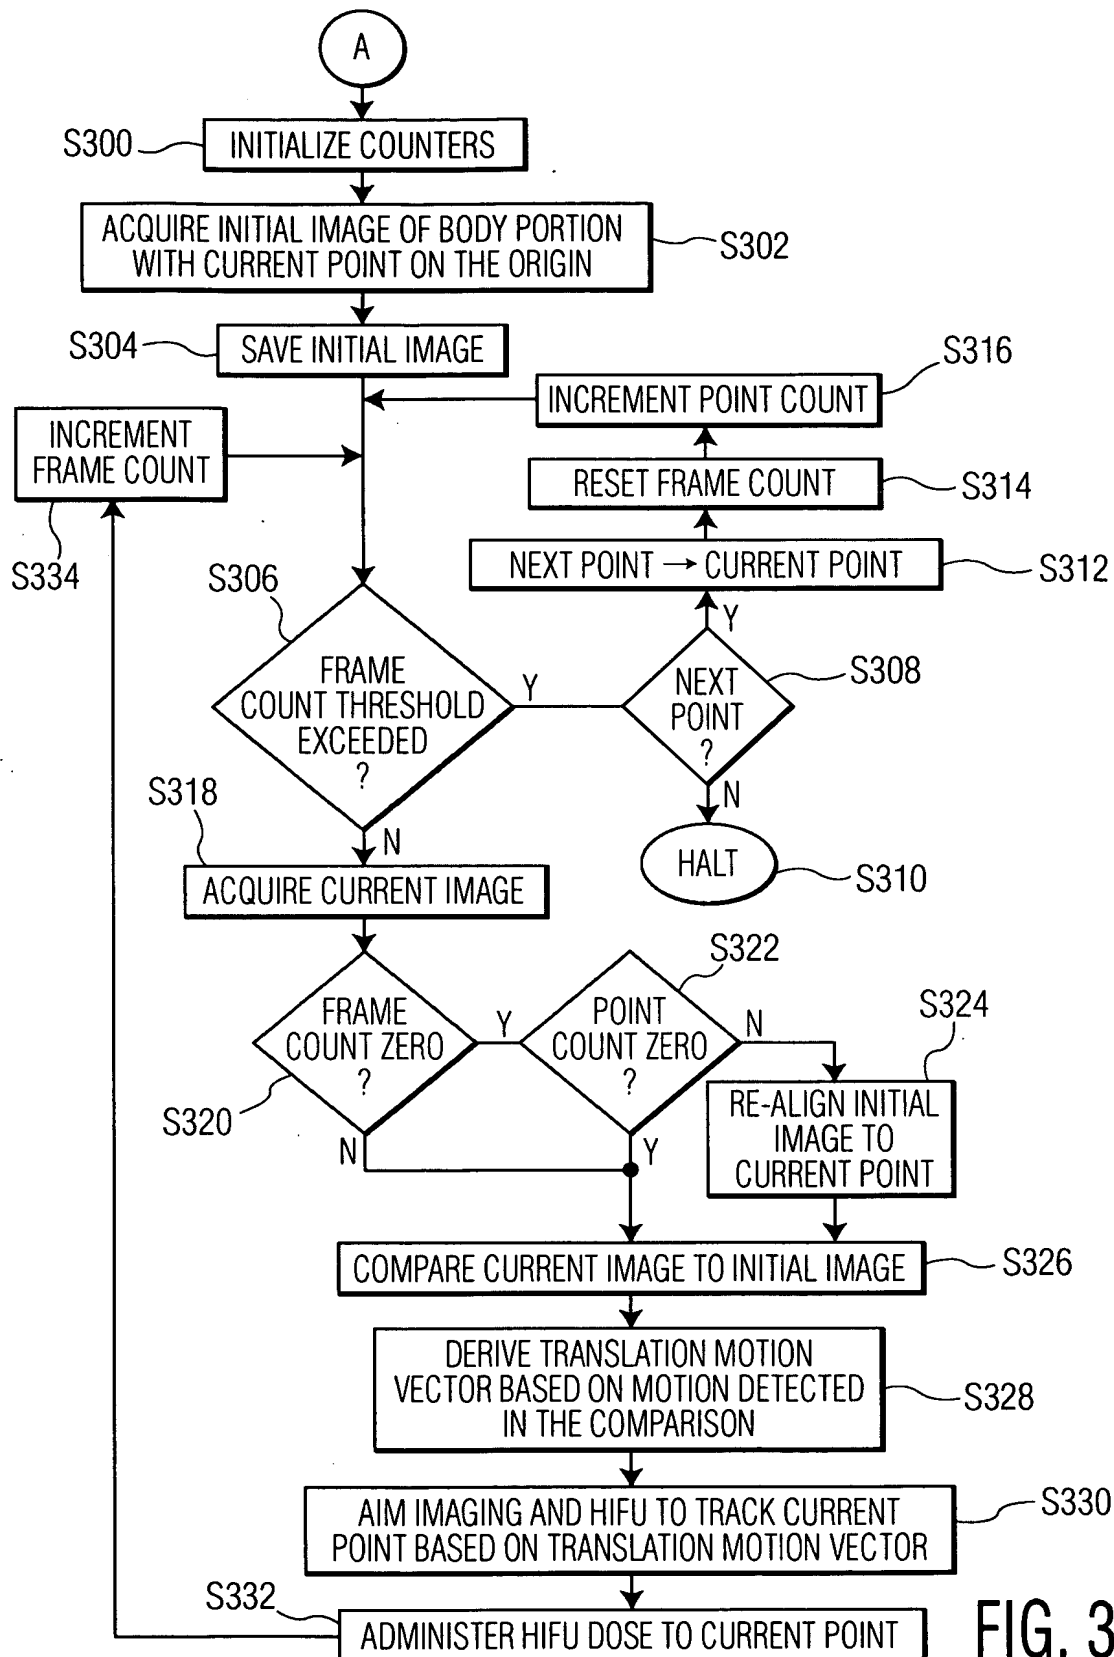 A
S300
INITIALIZE COUNTERS
ACQUIRE INITIAL IMAGE OF BODY PORTION
WITH CURRENT POINT ON THE ORIGIN
S302
S304
SAVE INITIAL IMAGE
S316
INCREMENT POINT COUNT
INCREMENT
FRAME COUNT
S334
RESET FRAME COUNT
S314
NEXT POINT → CURRENT POINT
S312
S306
FRAME
COUNT THRESHOLD
EXCEEDED
?
Y
Y
NEXT
POINT
?
S308
N
HALT
S310
N
S318
ACQUIRE CURRENT IMAGE
FRAME
COUNT ZERO
?
S320
Y
N
S322
POINT
COUNT ZERO
?
N
Y
S324
RE-ALIGN INITIAL
IMAGE TO
CURRENT POINT
COMPARE CURRENT IMAGE TO INITIAL IMAGE
S326
DERIVE TRANSLATION MOTION
VECTOR BASED ON MOTION DETECTED
IN THE COMPARISON
S328
AIM IMAGING AND HIFU TO TRACK CURRENT
POINT BASED ON TRANSLATION MOTION VECTOR
S330
S332
ADMINISTER HIFU DOSE TO CURRENT POINT
FIG. 3